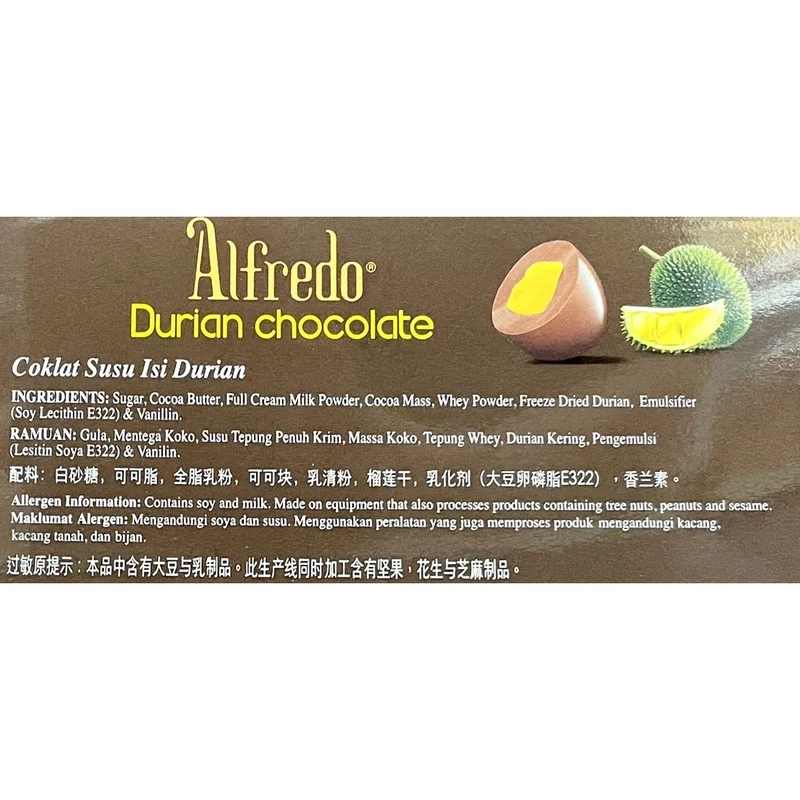 Alfredo®
Durian chocolate
Coklat Susu Isi Durian
INGREDIENTS: Sugar, Cocoa Butter, Full Cream Milk Powder, Cocoa Mass, Whey Powder, Freeze Dried Durian, Emulsifier
(Soy Lecithin E322) & Vanillin.
RAMUAN: Gula, Mentega Koko, Susu Tepung Penuh Krim, Massa Koko, Tepung Whey, Durian Kering, Pengemulsi
(Lesitin Soya E322) & Vanilin.
配料：白砂糖，可可脂，全脂乳粉，可可块，乳清粉，榴莲干，乳化剂（大豆卵磷脂E322），香兰素。
Allergen Information: Contains soy and milk. Made on equipment that also processes products containing tree nuts, peanuts and sesame.
Maklumat Alergen: Mengandungi soya dan susu. Menggunakan peralatan yang juga memproses produk mengandungi kacang,
kacang tanah, dan bijan.
过敏原提示：本品中含有大豆与乳制品。此生产线同时加工含有坚果，花生与芝麻制品。